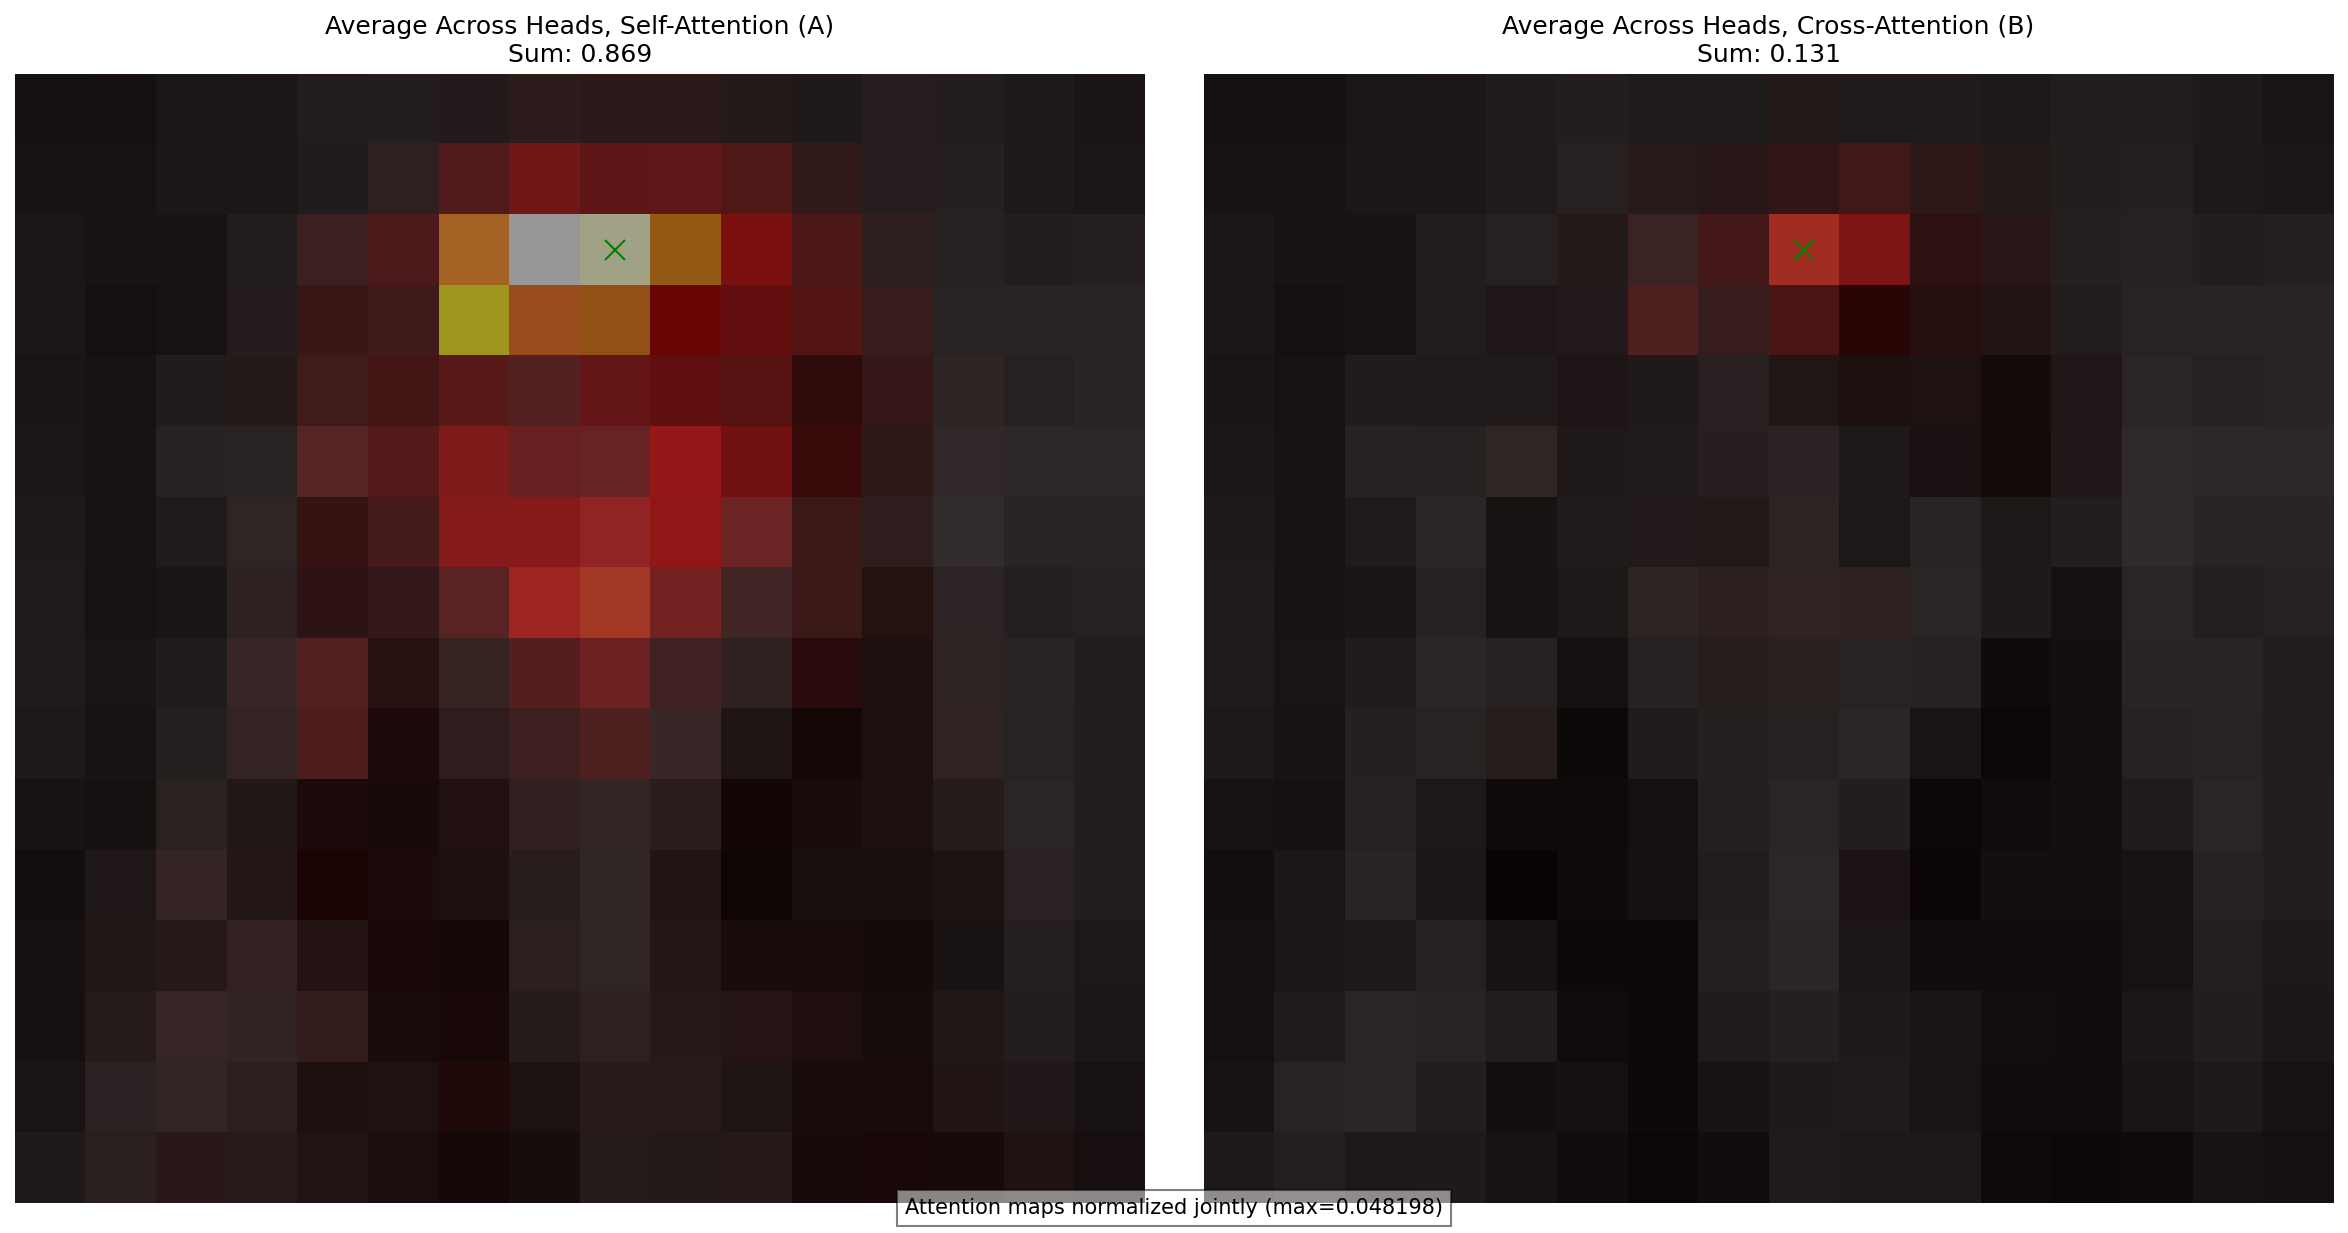 Average Across Heads, Self-Attention (A)
Sum: 0.869
Average Across Heads, Cross-Attention (B)
Sum: 0.131
Attention maps normalized jointly (max=0.048198)